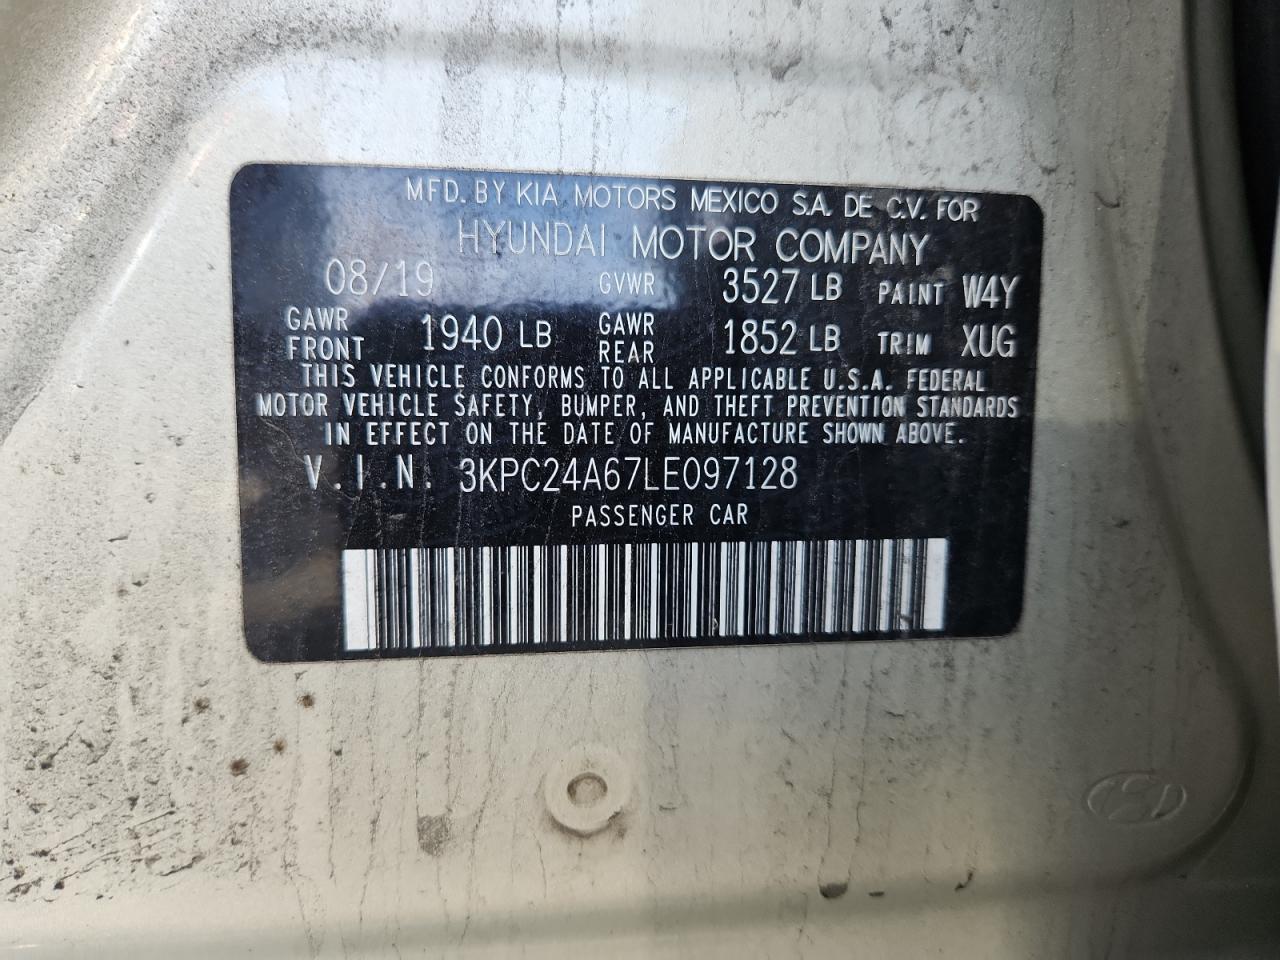 MFD. BY KIA MOTORS MEXICO S.A. DE C.V. FOR
HYUNDAI MOTOR COMPANY
08/19 GVWR 3527 LB PAINT W4Y
GAWR FRONT 1940 LB GAWR REAR 1852 LB TRIM XUG
THIS VEHICLE CONFORMS TO ALL APPLICABLE U.S.A. FEDERAL
MOTOR VEHICLE SAFETY, BUMPER, AND THEFT PREVENTION STANDARDS
IN EFFECT ON THE DATE OF MANUFACTURE SHOWN ABOVE.
V.I.N. 3KPC24A67LE097128
PASSENGER CAR